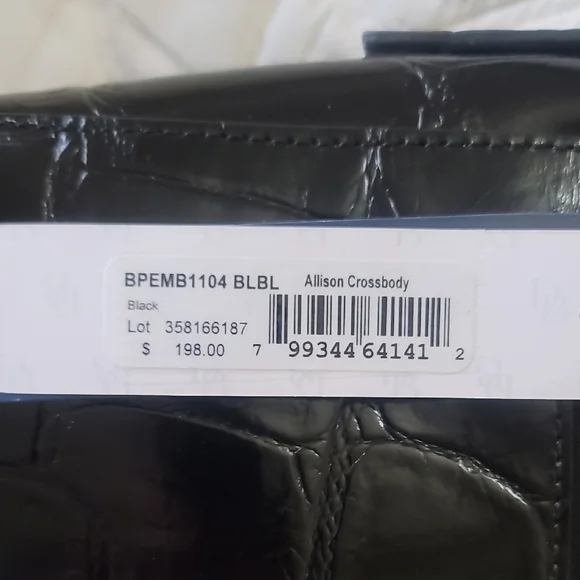 BPEMB1104 BLBL Allison Crossbody
Black
Lot 358166187
$ 198.00
7 99344 64141 2